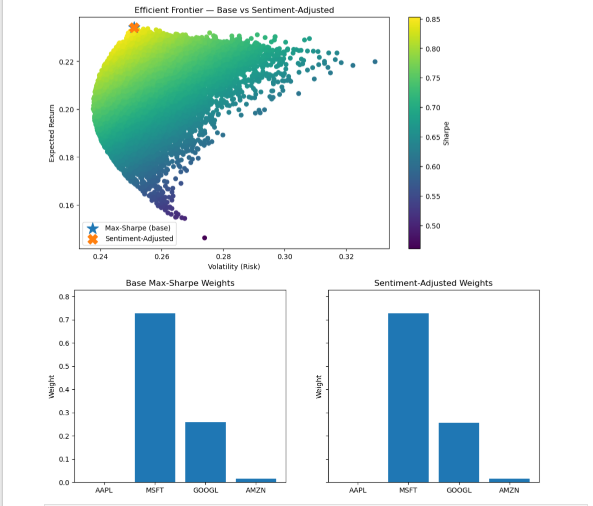 Efficient Frontier — Base vs Sentiment-Adjusted
0.85
0.80
0.75
0.70
0.65
0.60
0.55
0.50
Sharpe
0.22
0.20
0.18
0.16
Expected Return
Max-Sharpe (base)
Sentiment-Adjusted
0.24 0.26 0.28 0.30 0.32
Volatility (Risk)
Base Max-Sharpe Weights
0.8
0.7
0.6
0.5
0.4
0.3
0.2
0.1
0.0
Weight
AAPL MSFT GOOGL AMZN
Sentiment-Adjusted Weights
Weight
AAPL MSFT GOOGL AMZN